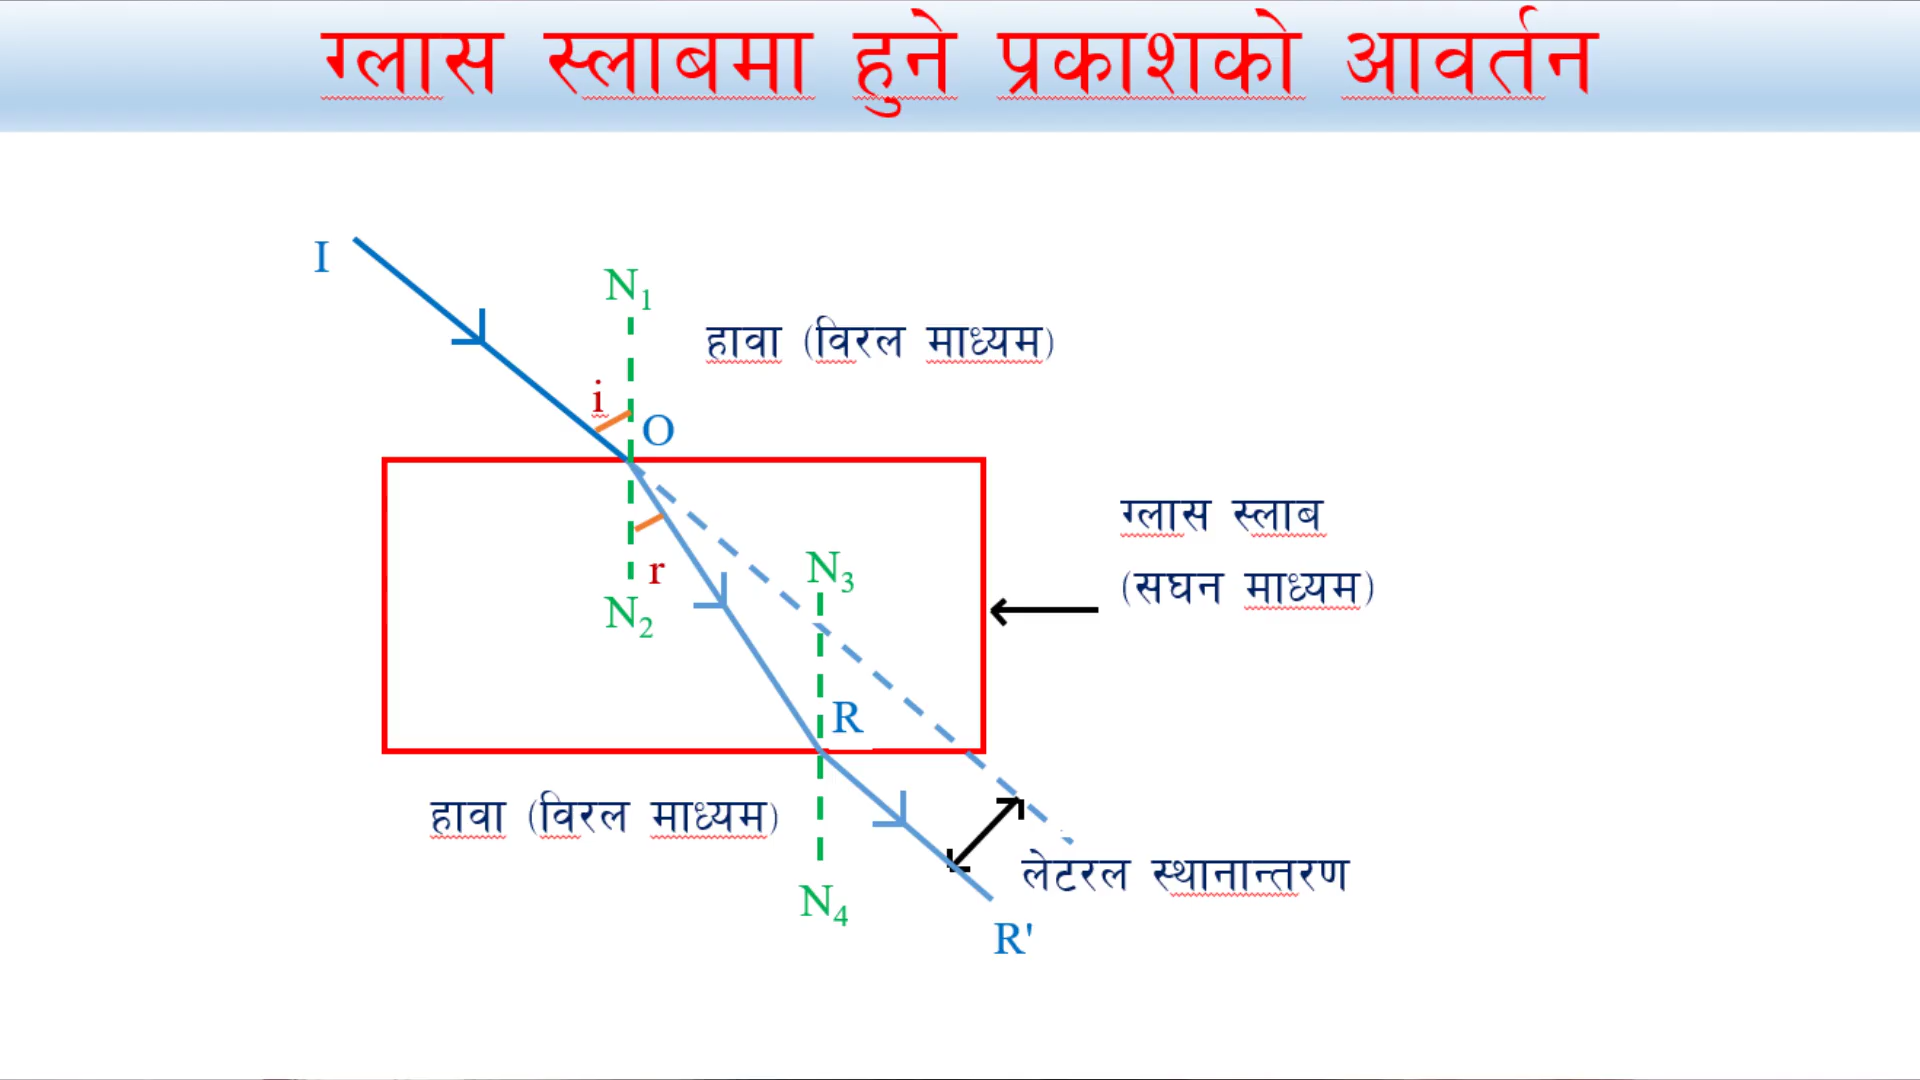 ग्लास स्लाबमा हुने प्रकाशको आवर्तन
I
N₁
हावा (विरल माध्यम)
i
O
ग्लास स्लाब
(सघन माध्यम)
N₃
r
N₂
R
हावा (विरल माध्यम)
लेटरल स्थानान्तरण
N₄
R'